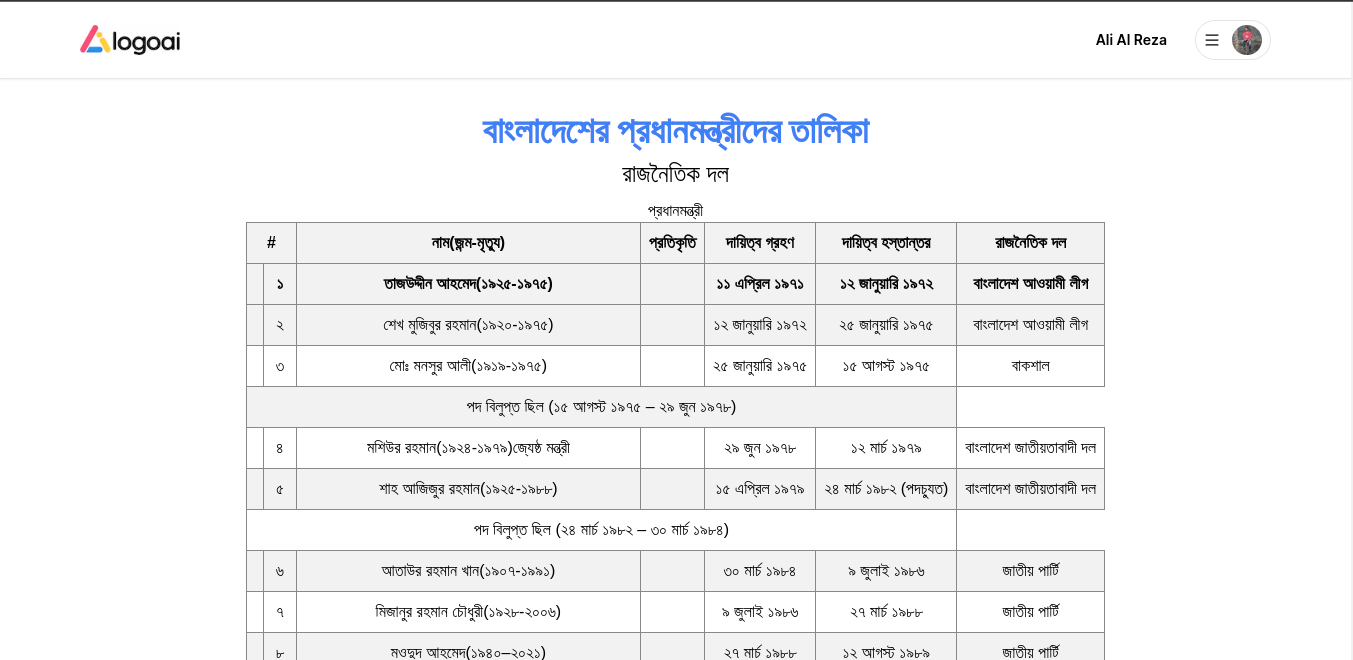 logoai
Ali Al Reza
বাংলাদেশের প্রধানমন্ত্রীদের তালিকা
রাজনৈতিক দল
প্রধানমন্ত্রী
# নাম(জন্ম-মৃত্যু) প্রতিকৃতি দায়িত্ব গ্রহণ দায়িত্ব হস্তান্তর রাজনৈতিক দল
১ তাজউদ্দীন আহমেদ(১৯২৫-১৯৭৫) ১১ এপ্রিল ১৯৭১ ১২ জানুয়ারি ১৯৭২ বাংলাদেশ আওয়ামী লীগ
২ শেখ মুজিবুর রহমান(১৯২০-১৯৭৫) ১২ জানুয়ারি ১৯৭২ ২৫ জানুয়ারি ১৯৭৫ বাংলাদেশ আওয়ামী লীগ
৩ মোঃ মনসুর আলী(১৯১৯-১৯৭৫) ২৫ জানুয়ারি ১৯৭৫ ১৫ আগস্ট ১৯৭৫ বাকশাল
পদ বিলুপ্ত ছিল (১৫ আগস্ট ১৯৭৫ – ২৯ জুন ১৯৭৮)
৪ মশিউর রহমান(১৯২৪-১৯৭৯)জ্যেষ্ঠ মন্ত্রী ২৯ জুন ১৯৭৮ ১২ মার্চ ১৯৭৯ বাংলাদেশ জাতীয়তাবাদী দল
৫ শাহ আজিজুর রহমান(১৯২৫-১৯৮৮) ১৫ এপ্রিল ১৯৭৯ ২৪ মার্চ ১৯৮২ (পদচ্যুত) বাংলাদেশ জাতীয়তাবাদী দল
পদ বিলুপ্ত ছিল (২৪ মার্চ ১৯৮২ – ৩০ মার্চ ১৯৮৪)
৬ আতাউর রহমান খান(১৯০৭-১৯৯১) ৩০ মার্চ ১৯৮৪ ৯ জুলাই ১৯৮৬ জাতীয় পার্টি
৭ মিজানুর রহমান চৌধুরী(১৯২৮-২০০৬) ৯ জুলাই ১৯৮৬ ২৭ মার্চ ১৯৮৮ জাতীয় পার্টি
৮ মওদুদ আহমেদ(১৯৪০–২০২১) ২৭ মার্চ ১৯৮৮ ১২ আগস্ট ১৯৮৯ জাতীয় পার্টি